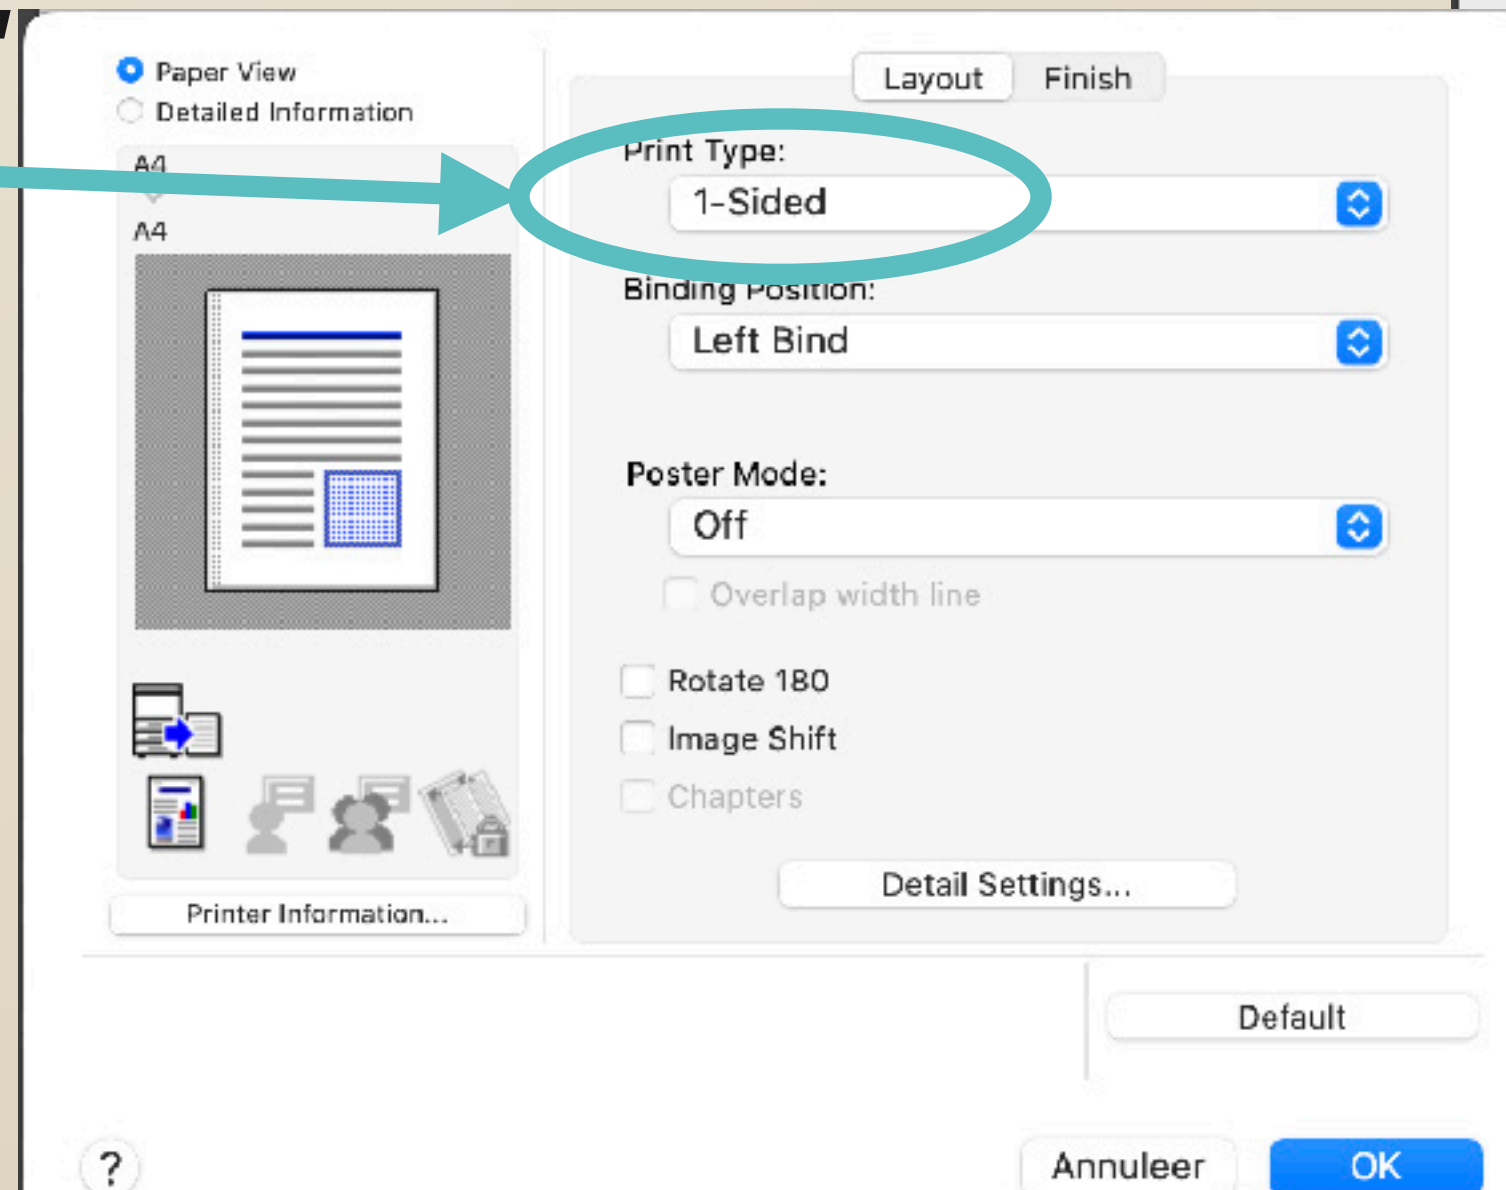 Paper View
Detailed Information
A4
A4
Printer Information...
Layout Finish
Print Type:
1-Sided
Binding Position:
Left Bind
Poster Mode:
Off
Overlap width line
Rotate 180
Image Shift
Chapters
Detail Settings...
Default
?
Annuleer OK